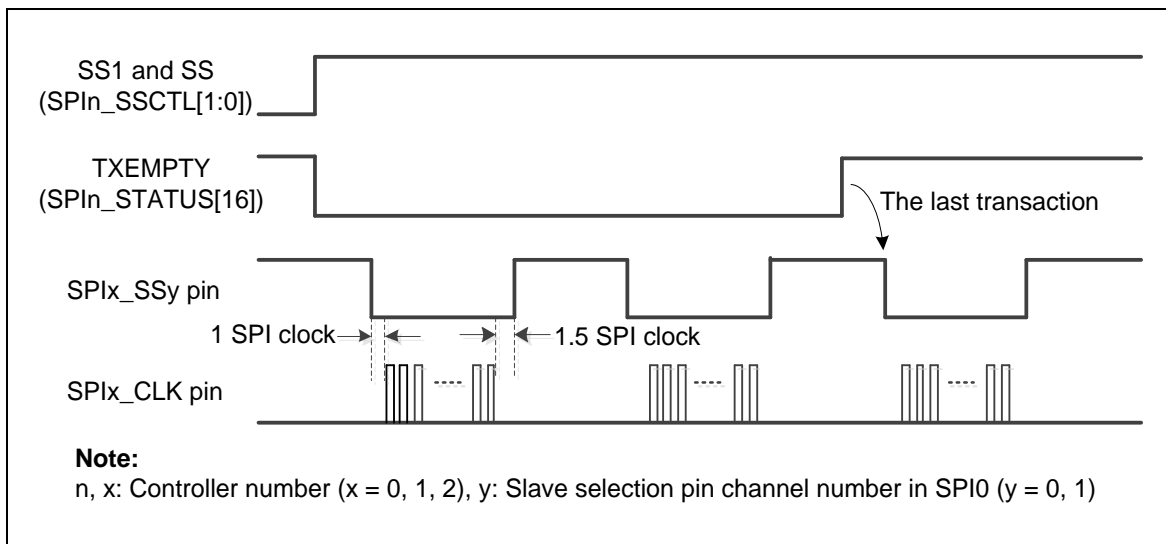 SS1 and SS
(SPIn_SSCTL[1:0])
TXEMPTY
(SPIn_STATUS[16])
The last transaction
SPIx_SSy pin
1 SPI clock
1.5 SPI clock
SPIx_CLK pin
Note:
n, x: Controller number (x = 0, 1, 2), y: Slave selection pin channel number in SPI0 (y = 0, 1)